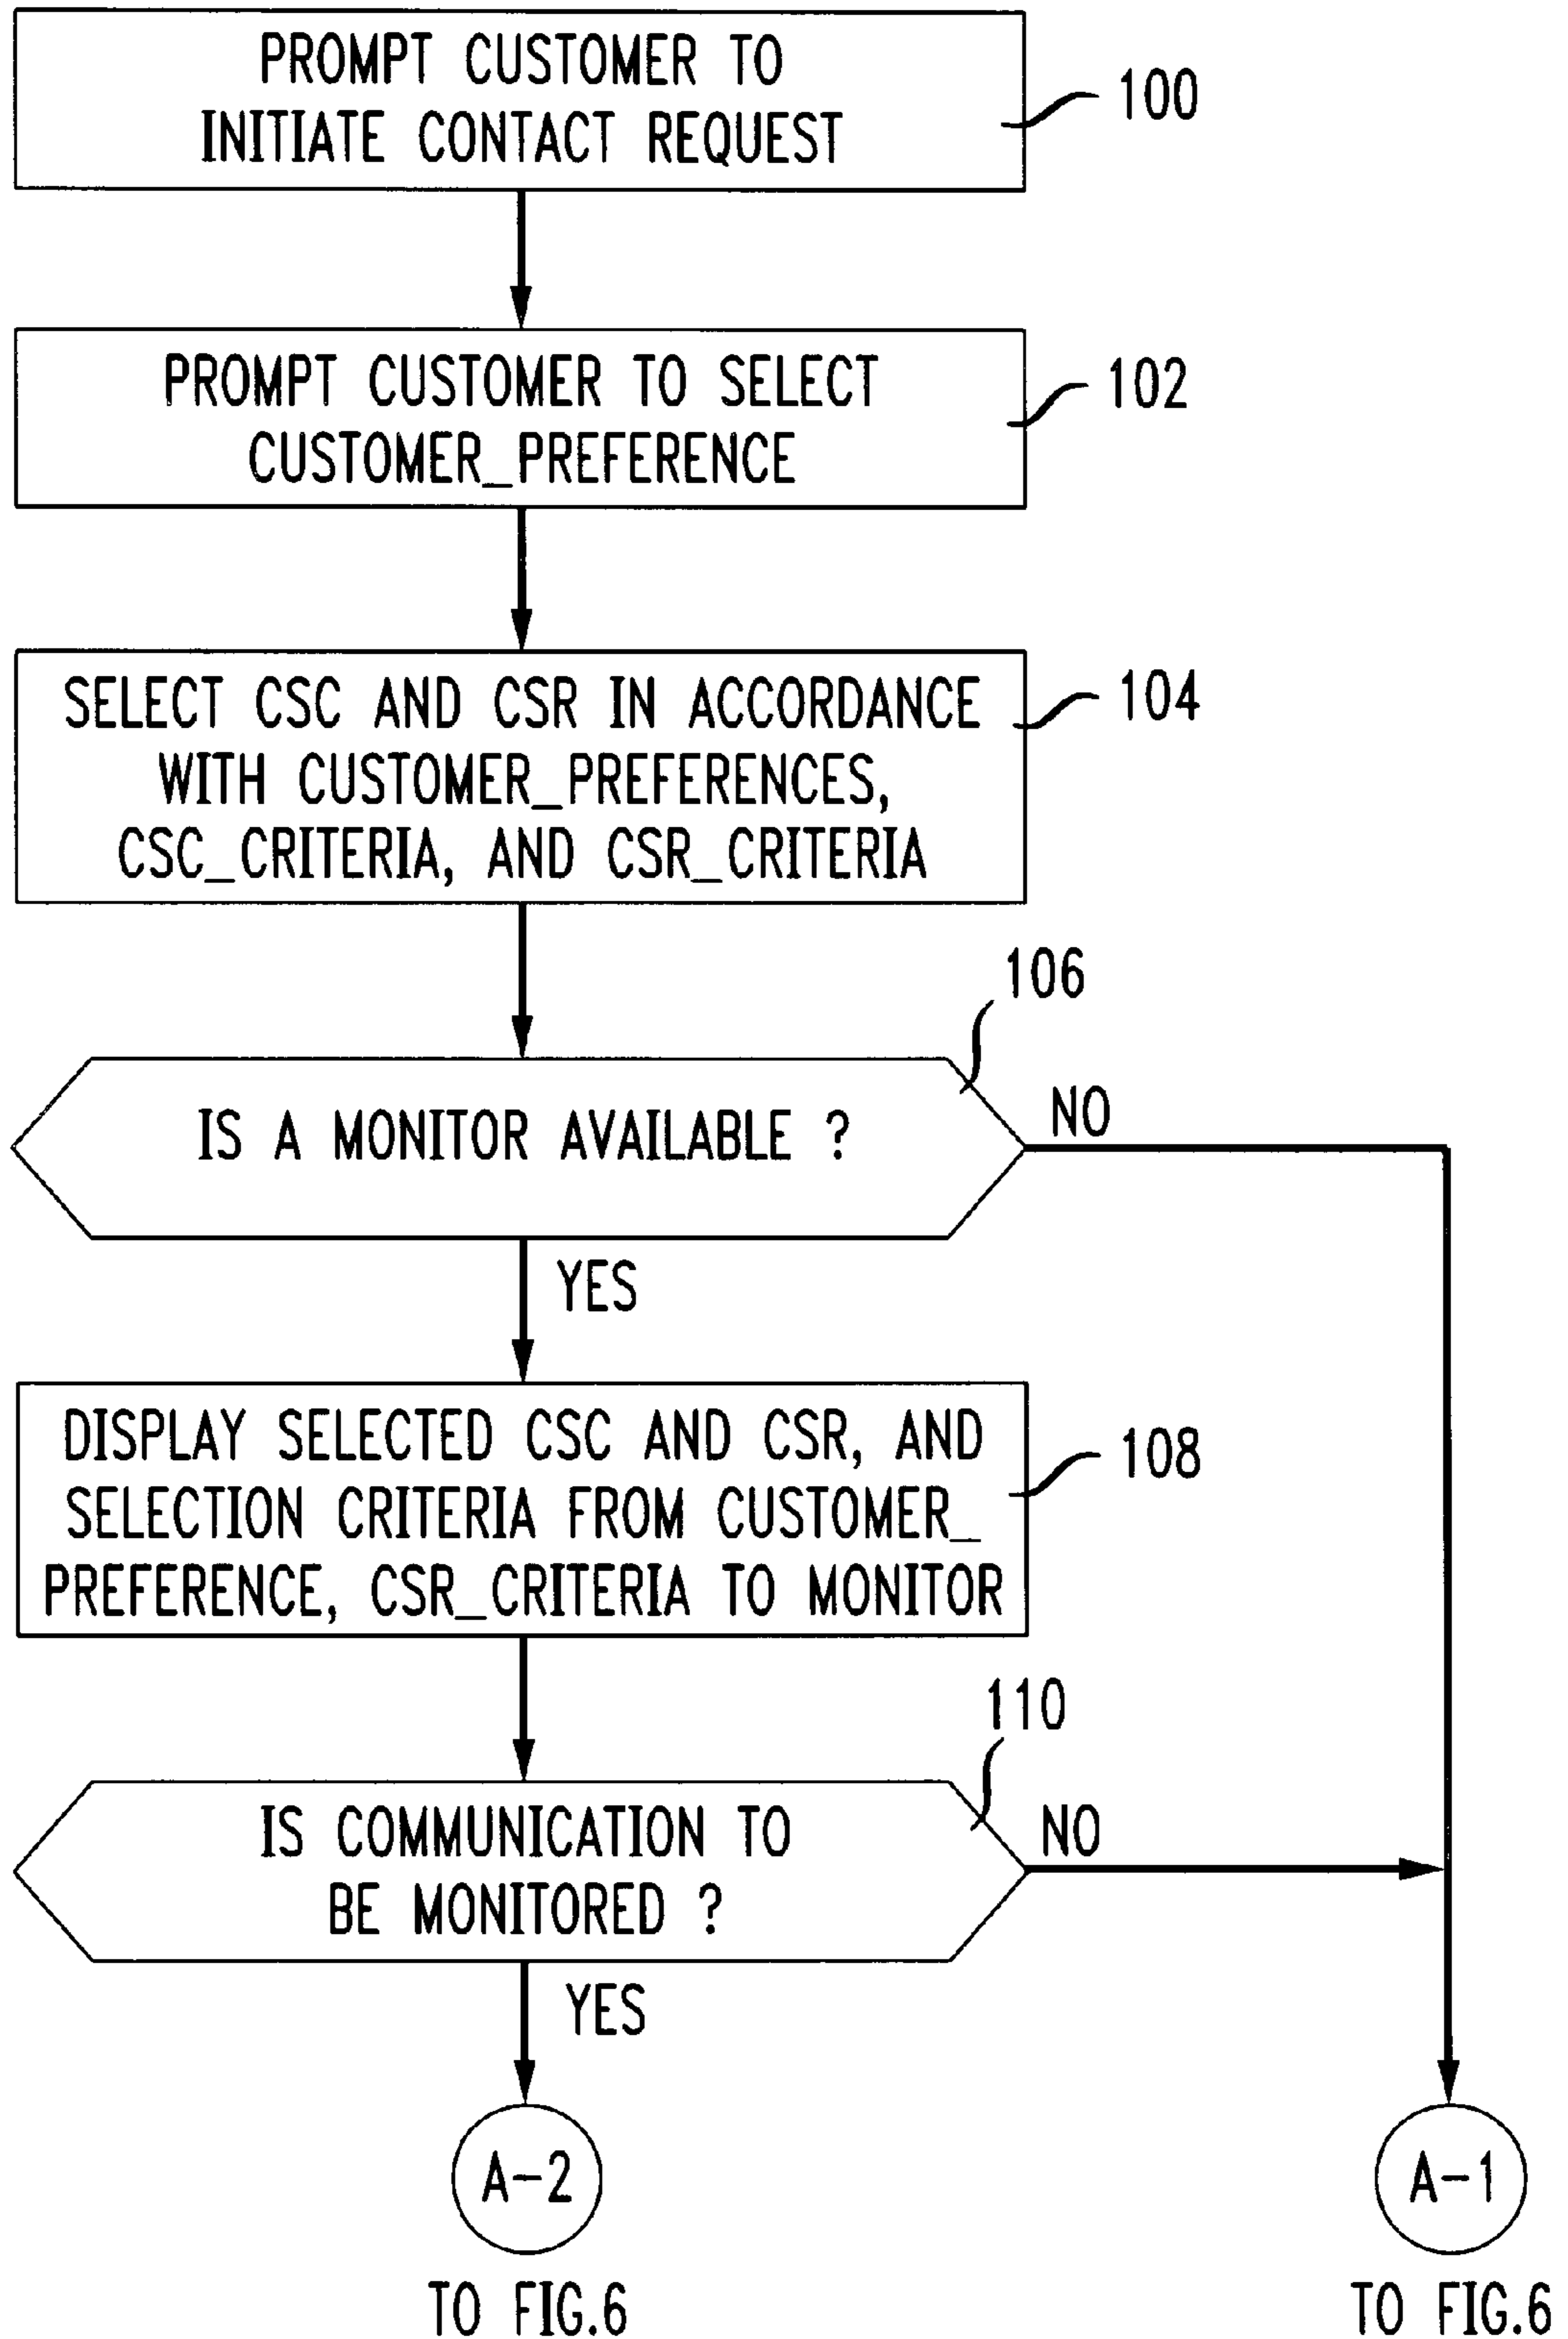 PROMPT CUSTOMER TO
INITIATE CONTACT REQUEST
100
PROMPT CUSTOMER TO SELECT
CUSTOMER_PREFERENCE
102
SELECT CSC AND CSR IN ACCORDANCE
WITH CUSTOMER_PREFERENCES,
CSC_CRITERIA, AND CSR_CRITERIA
104
106
IS A MONITOR AVAILABLE ?
NO
YES
DISPLAY SELECTED CSC AND CSR, AND
SELECTION CRITERIA FROM CUSTOMER_
PREFERENCE, CSR_CRITERIA TO MONITOR
108
110
IS COMMUNICATION TO
BE MONITORED ?
NO
YES
A-2
A-1
TO FIG.6
TO FIG.6